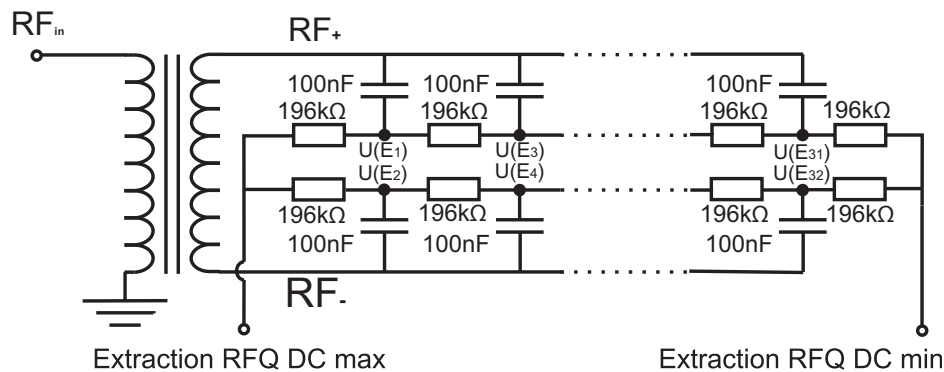 RFin
RF+
100nF 100nF 100nF
196kΩ 196kΩ 196kΩ 196kΩ
U(E1) U(E3) U(E31)
U(E2) U(E4) U(E32)
196kΩ 196kΩ 196kΩ 196kΩ
100nF 100nF 100nF
RF-
Extraction RFQ DC max Extraction RFQ DC min